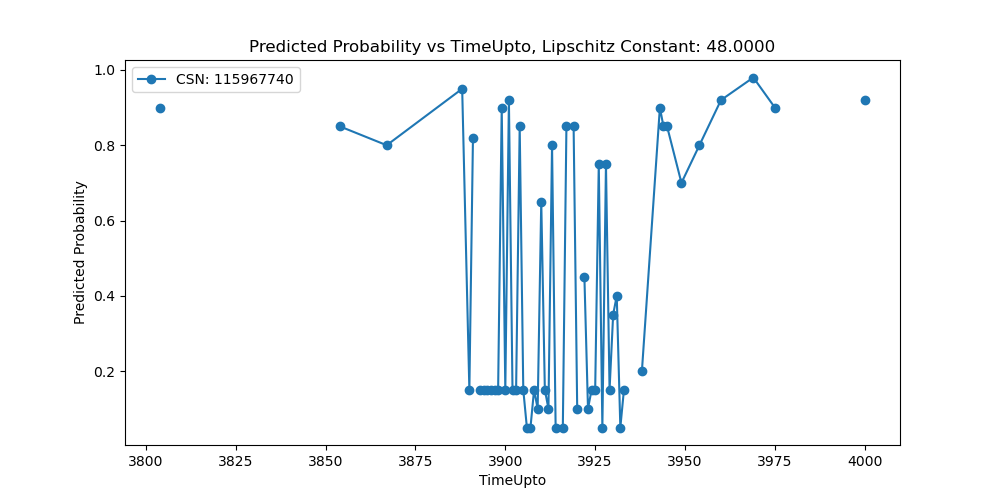 Predicted Probability vs TimeUpto, Lipschitz Constant: 48.0000
CSN: 115967740
Predicted Probability
1.0
0.8
0.6
0.4
0.2
3800 3825 3850 3875 3900 3925 3950 3975 4000
TimeUpto